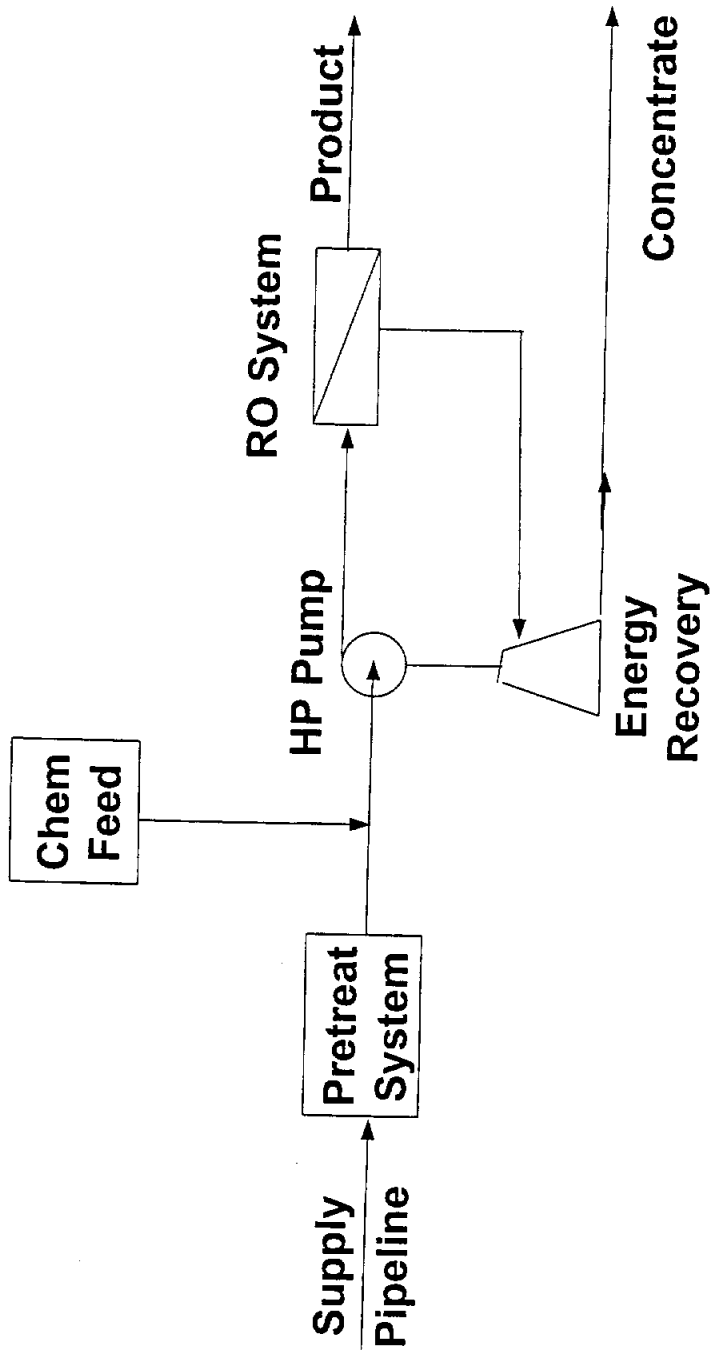 Chem
Feed
Supply
Pipeline
Pretreat
System
HP Pump
RO System
Product
Energy
Recovery
Concentrate